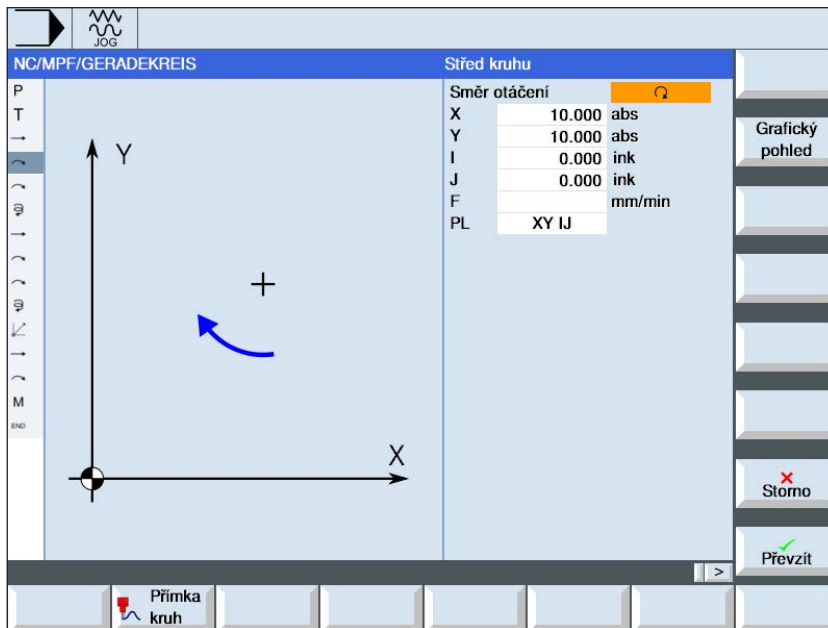 JOG
NC/MPF/GERADEKREIS
Střed kruhu
P
T
M
END
Y
X
Směr otáčení
X 10.000 abs
Y 10.000 abs
I 0.000 ink
J 0.000 ink
F mm/min
PL XY IJ
Grafický
pohled
Storno
Převzít
>
Přímka
kruh